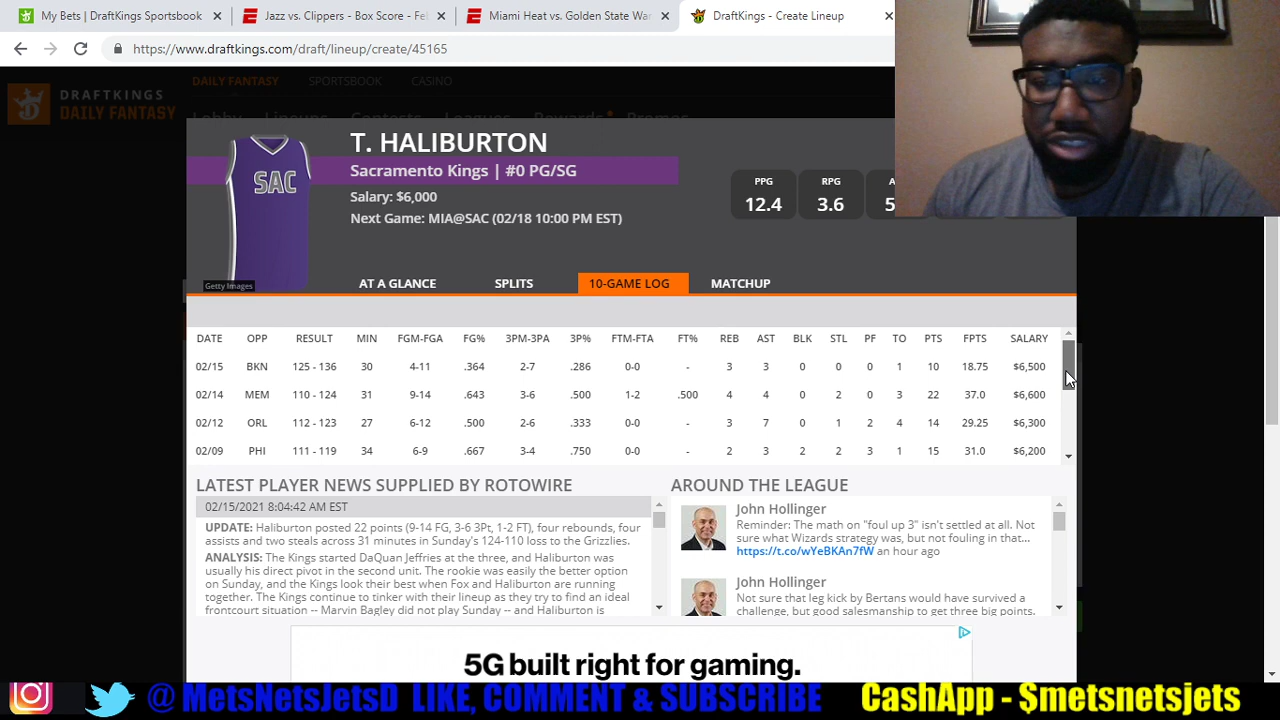 My Bets | DraftKings Sportsbook
Jazz vs. Clippers - Box Score - Fe
Miami Heat vs. Golden State Wa
DraftKings - Create Lineup
https://www.draftkings.com/draft/lineup/create/45165
DRAFTKINGS
DAILY FANTASY
DAILY FANTASY SPORTSBOOK CASINO
Lobby Lineups Contests Leagues Rewards Promos
T. HALIBURTON
Sacramento Kings | #0 PG/SG
Salary: $6,000
Next Game: MIA@SAC (02/18 10:00 PM EST)
SAC
Getty Images
PPG RPG A
12.4 3.6 5
AT A GLANCE SPLITS 10-GAME LOG MATCHUP
DATE OPP RESULT MIN FGM-FGA FG% 3PM-3PA 3P% FTM-FTA FT% REB AST BLK STL PF TO PTS FPTS SALARY
02/15 BKN 125 - 136 30 4-11 .364 2-7 .286 0-0 - 3 3 0 0 0 1 10 18.75 $6,500
02/14 MEM 110 - 124 31 9-14 .643 3-6 .500 1-2 .500 4 4 0 2 0 3 22 37.0 $6,600
02/12 ORL 112 - 123 27 6-12 .500 2-6 .333 0-0 - 3 7 0 1 2 4 14 29.25 $6,300
02/09 PHI 111 - 119 34 6-9 .667 3-4 .750 0-0 - 2 3 2 2 3 1 15 31.0 $6,200
LATEST PLAYER NEWS SUPPLIED BY ROTOWIRE
02/15/2021 8:04:42 AM EST
UPDATE: Haliburton posted 22 points (9-14 FG, 3-6 3Pt, 1-2 FT), four rebounds, four
assists and two steals across 31 minutes in Sunday's 124-110 loss to the Grizzlies.
ANALYSIS: The Kings started DaQuan Jeffries at the three, and Haliburton was
usually his direct pivot in the second unit. The rookie was easily the better option
on Sunday, and the Kings look their best when Fox and Haliburton are running
together. The Kings continue to tinker with their lineup as they try to find an ideal
frontcourt situation -- Marvin Bagley did not play Sunday -- and Haliburton is
AROUND THE LEAGUE
John Hollinger
Reminder: The math on "foul up 3" isn't settled at all. Not
sure what Wizards strategy was, but not fouling in that...
https://t.co/wYeBKAn7fW an hour ago
John Hollinger
Not sure that leg kick by Bertans would have survived a
challenge, but good salesmanship to get three big points.
5G built right for gaming.
@ MetsNetsJetsD LIKE, COMMENT & SUBSCRIBE CashApp - $metsnetsjets